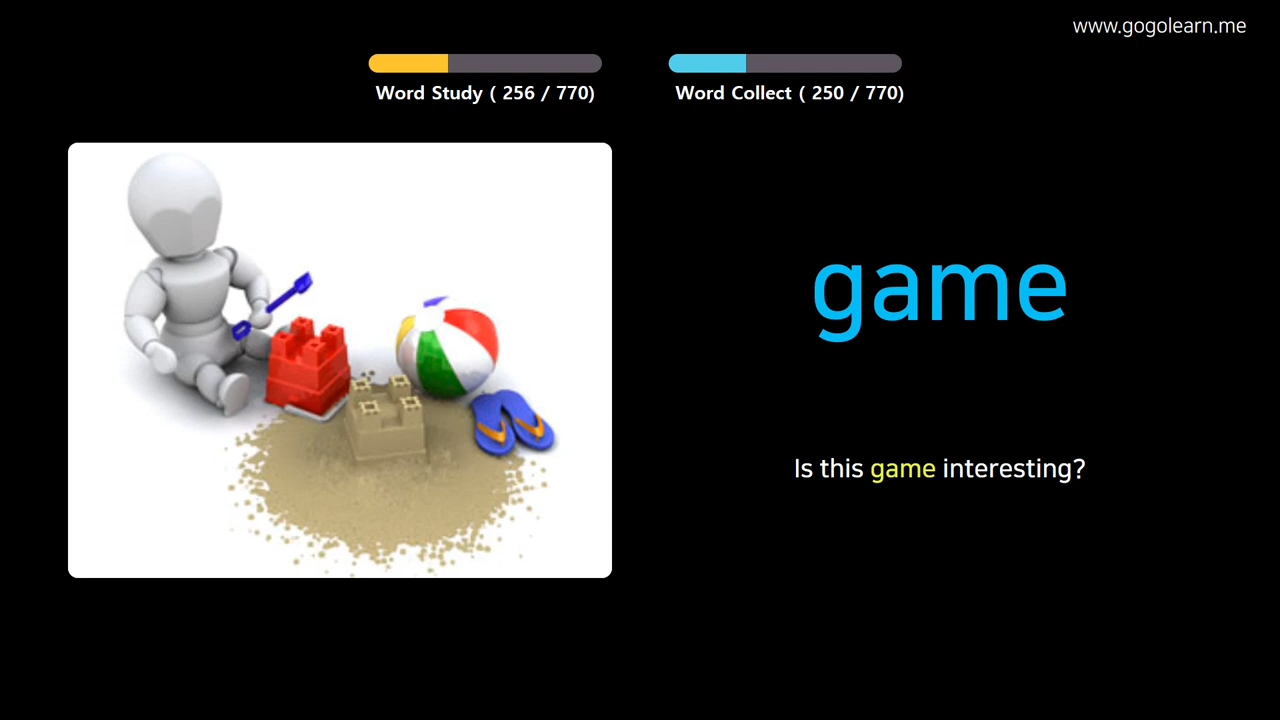 www.gogolearn.me
Word Study ( 256 / 770)
Word Collect ( 250 / 770)
game
Is this game interesting?